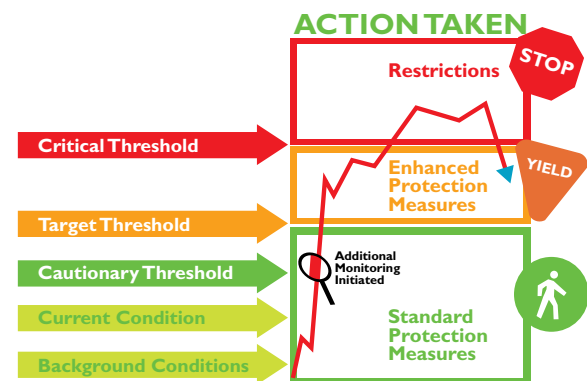 ACTION TAKEN
STOP
Restrictions
Critical Threshold
Enhanced
Protection
Measures
YIELD
Target Threshold
Additional
Monitoring
Initiated
Cautionary Threshold
Current Condition
Standard
Protection
Measures
Background Conditions